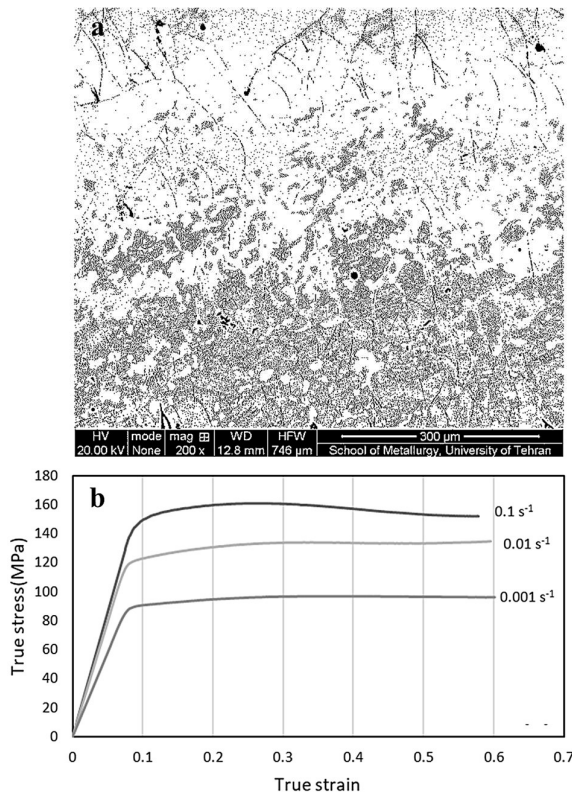 a
HV mode mag WD HFW 300 µm
20.00 kV None 200 x 12.8 mm 746 µm School of Metallurgy, University of Tehran
b
True stress(MPa)
180
160
140
120
100
80
60
40
20
0
0.1 s-1
0.01 s-1
0.001 s-1
- -
0 0.1 0.2 0.3 0.4 0.5 0.6 0.7
True strain